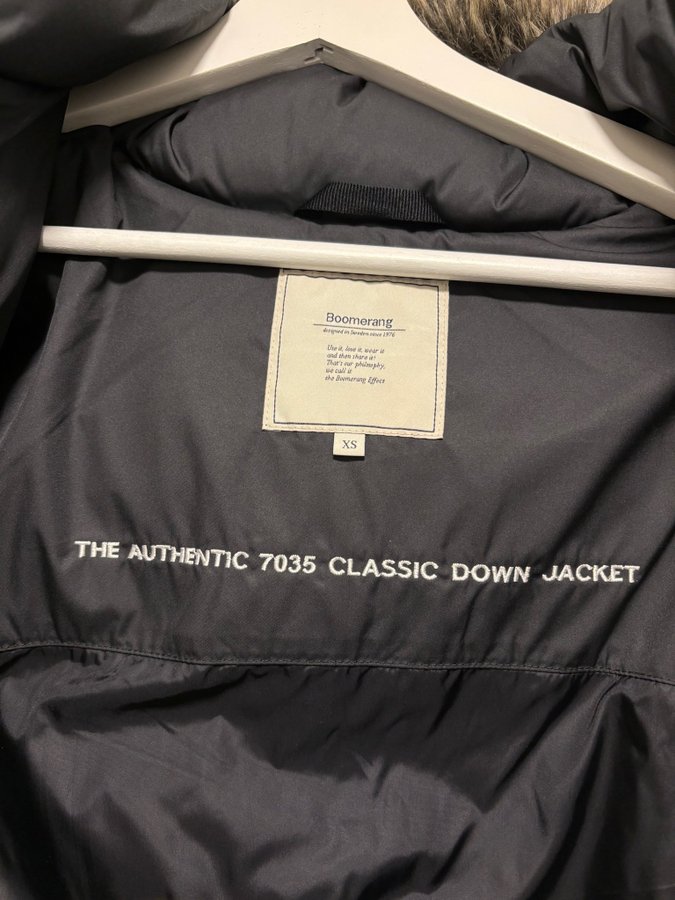 Boomerang
designed in Sweden since 1976
Use it, love it, wear it
and then share it!
That's our philosophy,
we call it
the Boomerang Effect
XS
THE AUTHENTIC 7035 CLASSIC DOWN JACKET